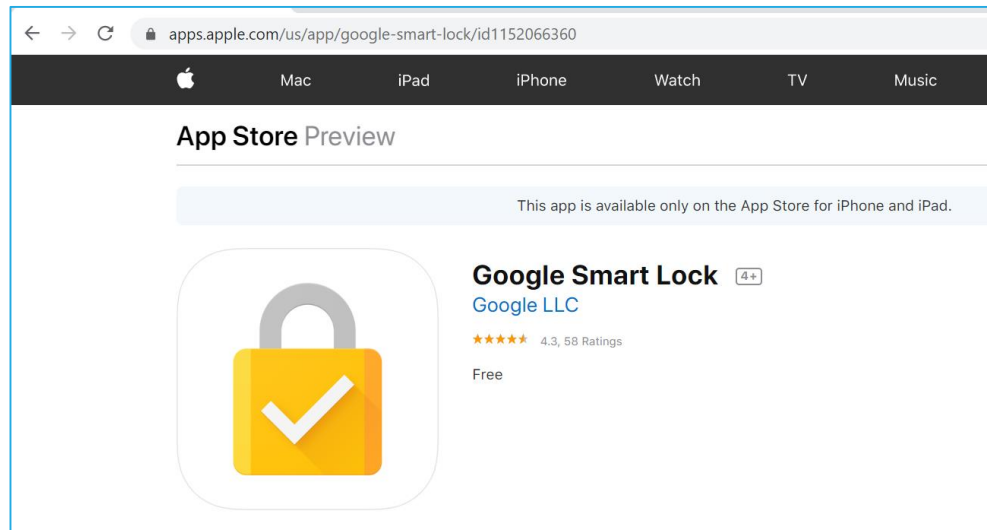 apps.apple.com/us/app/google-smart-lock/id1152066360
Mac iPad iPhone Watch TV Music
App Store Preview
This app is available only on the App Store for iPhone and iPad.
Google Smart Lock 4+
Google LLC
4.3, 58 Ratings
Free